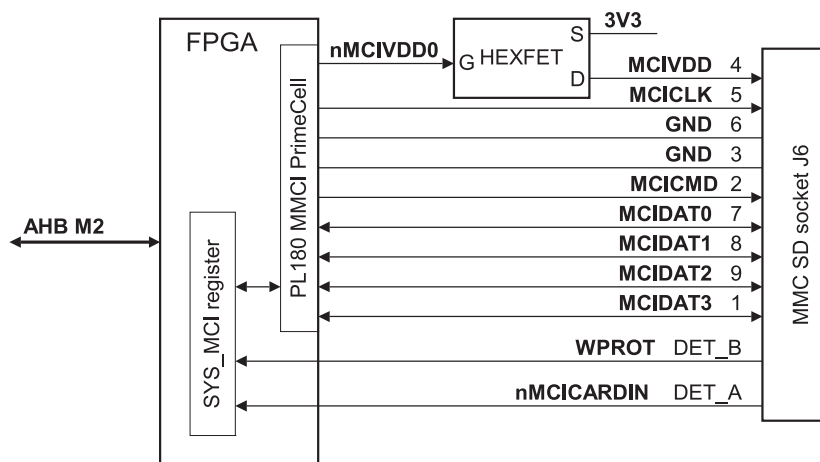 FPGA
nMCIVDD0
G HEXFET
S
D
3V3
MCIVDD 4
MCICLK 5
GND 6
GND 3
MCICMD 2
MCIDAT0 7
MCIDAT1 8
MCIDAT2 9
MCIDAT3 1
WPROT DET_B
nMCICARDIN DET_A
AHB M2
SYS_MCI register
PL180 MMCI PrimeCell
MMC SD socket J6